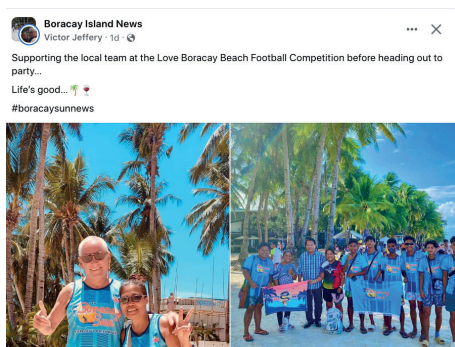 Boracay Island News
Victor Jeffery · 1d ·
Supporting the local team at the Love Boracay Beach Football Competition before heading out to
party...
Life's good...🌴🍷
#boracaysunnews